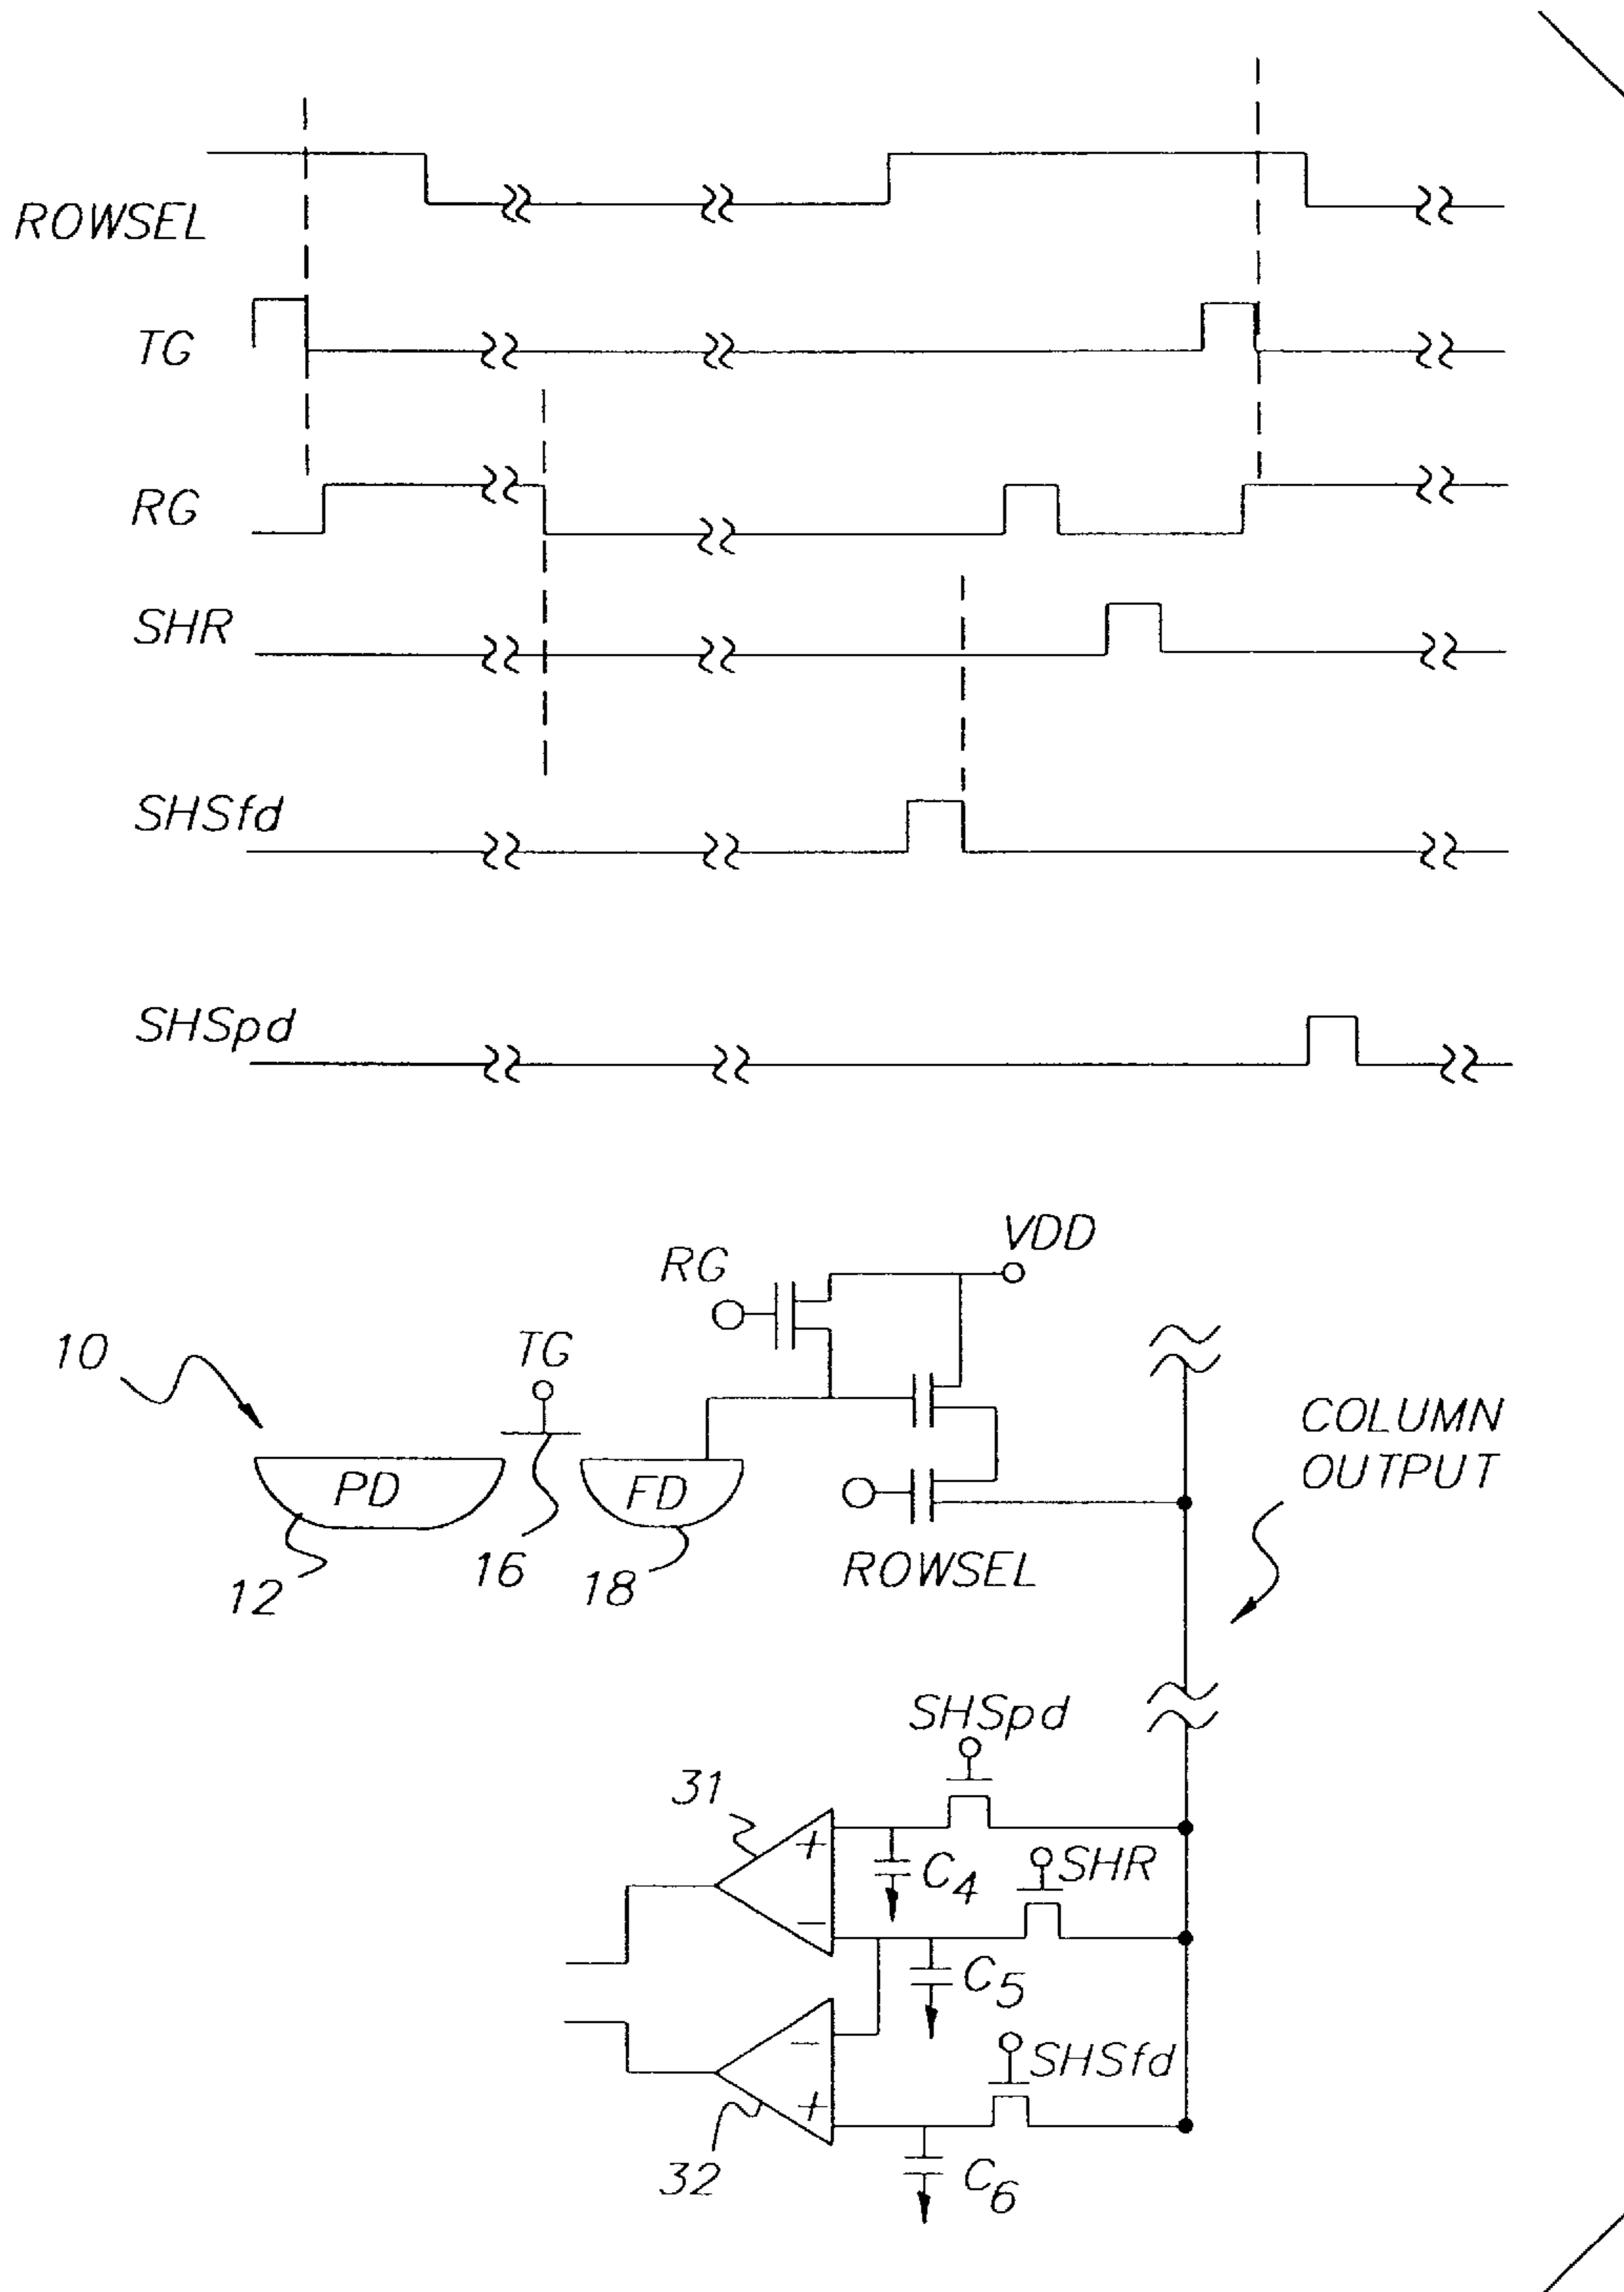 ROWSEL
TG
RG
SHR
SHSfd
SHSpd
VDD
RG
10
TG
COLUMN
OUTPUT
PD
FD
12
16
18
ROWSEL
SHSpd
31
+
C4
SHR
−
C5
−
SHSfd
+
32
C6